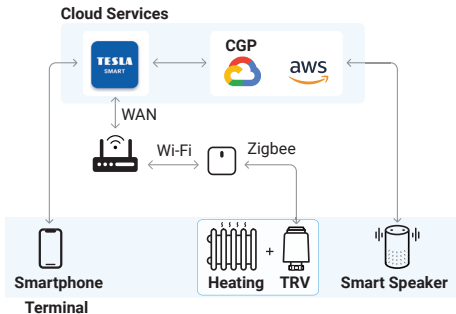 Cloud Services
TESLA
SMART
CGP
aws
WAN
Wi-Fi
Zigbee
+
Smartphone
Heating
TRV
Smart Speaker
Terminal